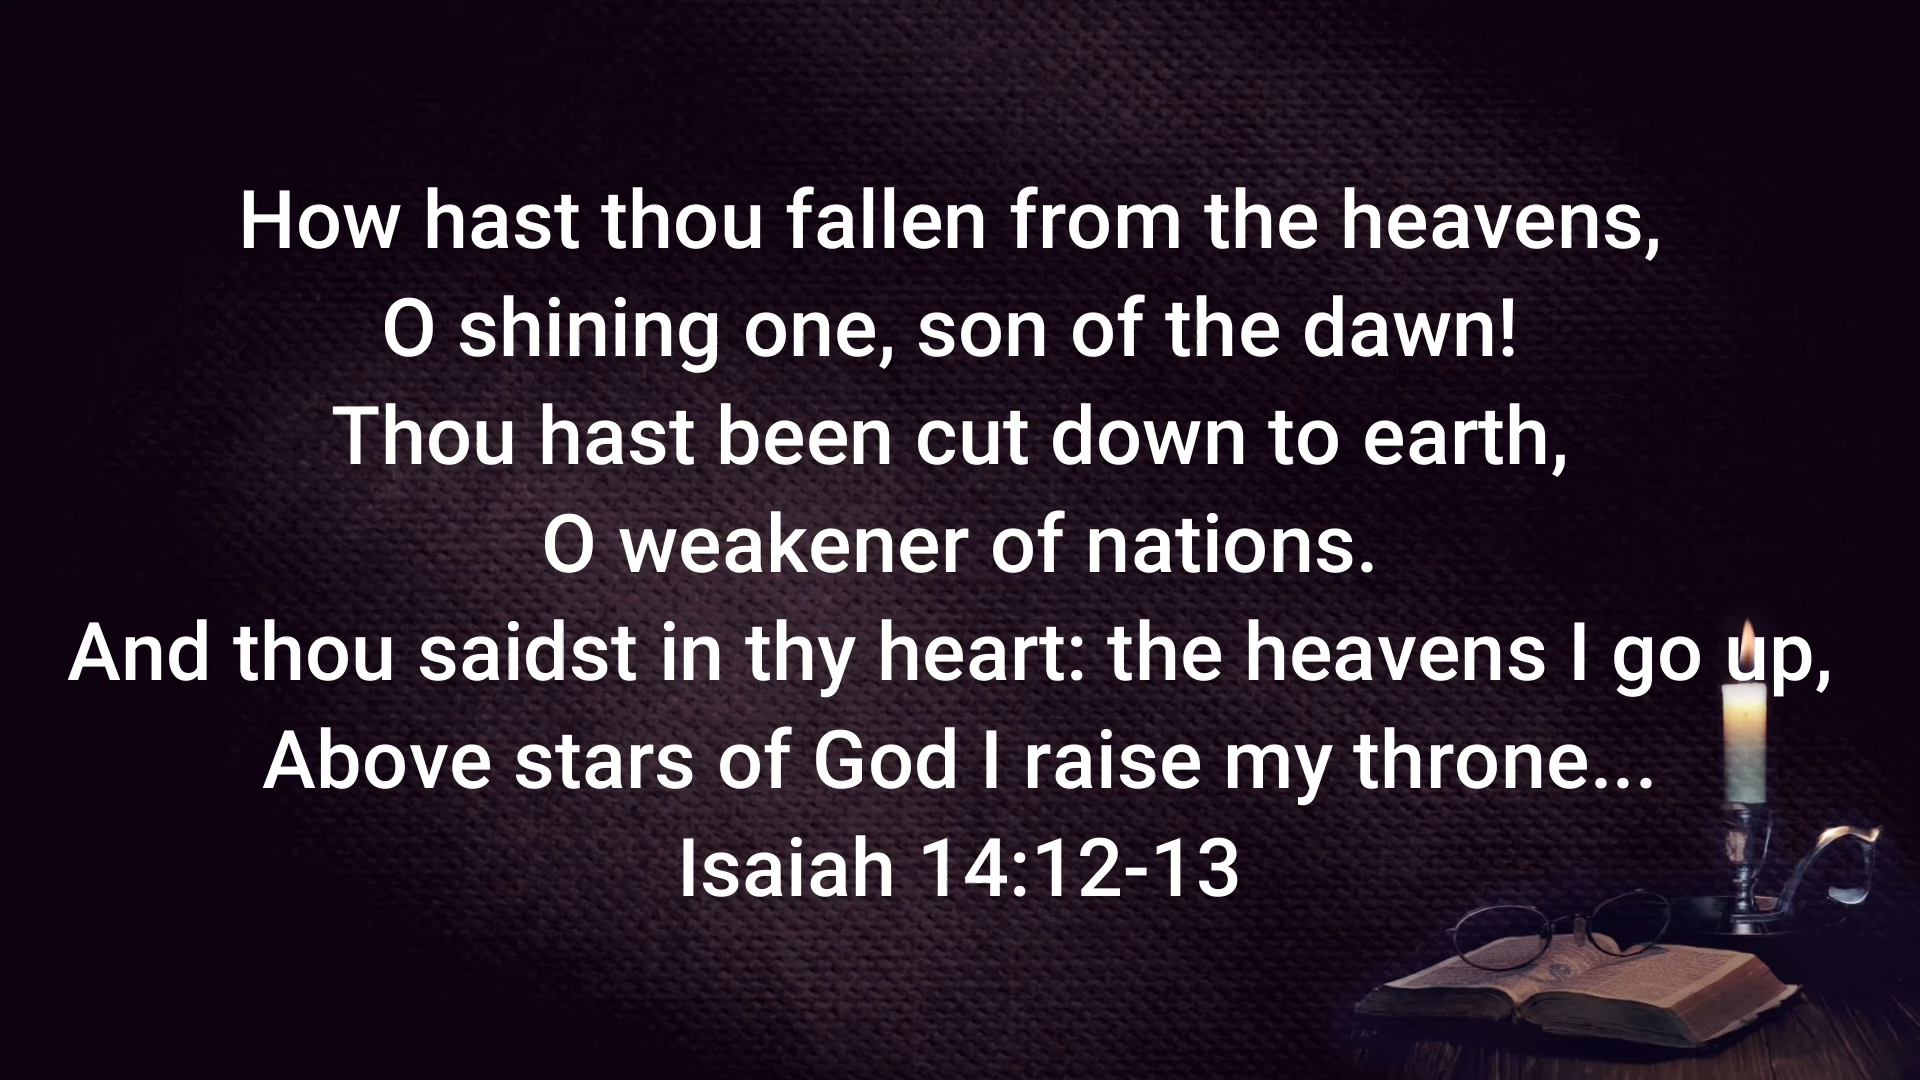 How hast thou fallen from the heavens,
O shining one, son of the dawn!
Thou hast been cut down to earth,
O weakener of nations.
And thou saidst in thy heart: the heavens I go up,
Above stars of God I raise my throne...
Isaiah 14:12-13